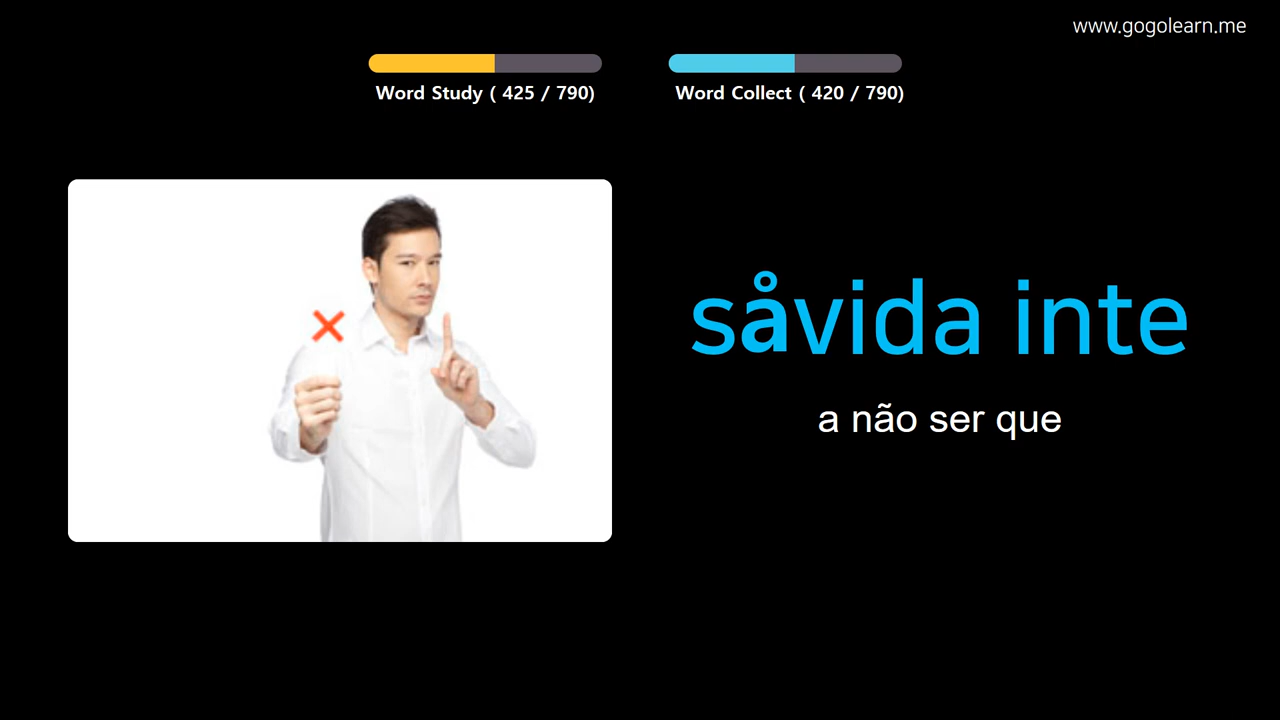 www.gogolearn.me
Word Study ( 425 / 790)
Word Collect ( 420 / 790)
såvida inte
a não ser que